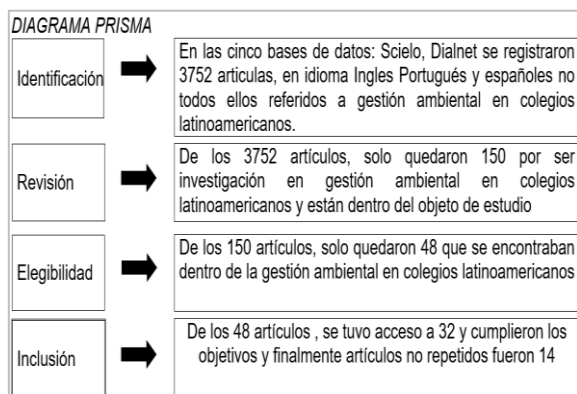 DIAGRAMA PRISMA
Identificación
En las cinco bases de datos: Scielo, Dialnet se registraron
3752 articulas, en idioma Ingles Portugués y españoles no
todos ellos referidos a gestión ambiental en colegios
latinoamericanos.
Revisión
De los 3752 artículos, solo quedaron 150 por ser
investigación en gestión ambiental en colegios
latinoamericanos y están dentro del objeto de estudio
Elegibilidad
De los 150 artículos, solo quedaron 48 que se encontraban
dentro de la gestión ambiental en colegios latinoamericanos
Inclusión
De los 48 artículos , se tuvo acceso a 32 y cumplieron los
objetivos y finalmente artículos no repetidos fueron 14